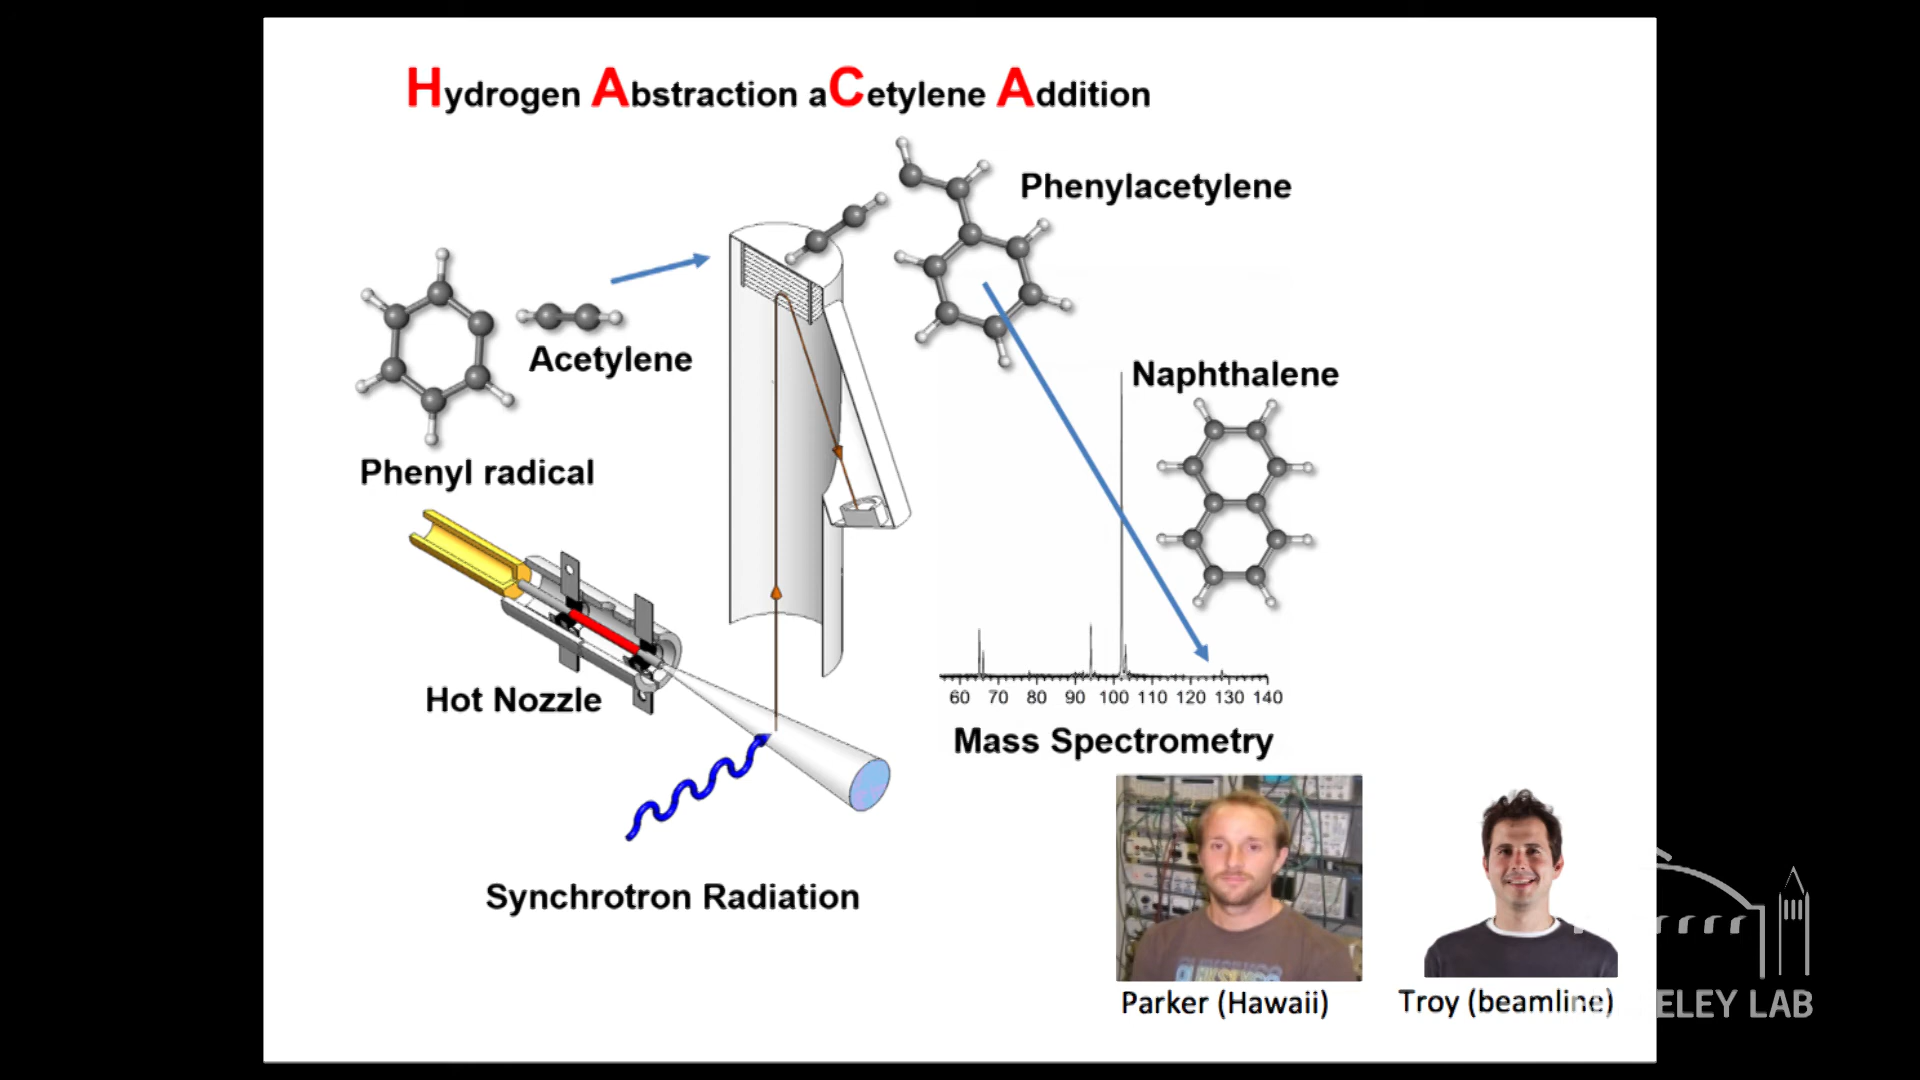 Hydrogen Abstraction aCetylene Addition
Phenylacetylene
Acetylene
Naphthalene
Phenyl radical
Hot Nozzle
60 70 80 90 100 110 120 130 140
Mass Spectrometry
Synchrotron Radiation
Parker (Hawaii)
Troy (beamline)
ELEY LAB